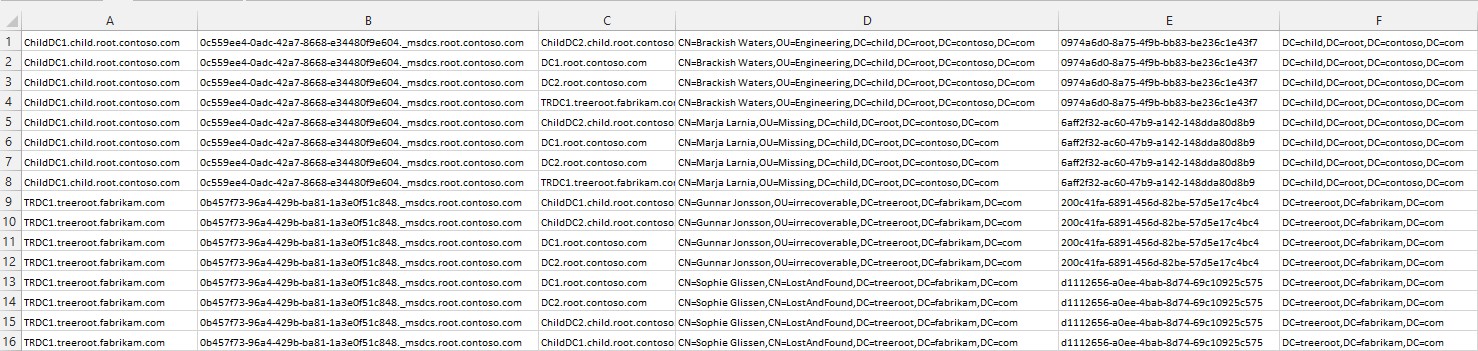 A B C D E F
1 ChildDC1.child.root.contoso.com 0c559ee4-0adc-42a7-8668-e34480f9e604._msdcs.root.contoso.com ChildDC2.child.root.contoso CN=Brackish Waters,OU=Engineering,DC=child,DC=root,DC=contoso,DC=com 0974a6d0-8a75-4f9b-bb83-be236c1e43f7 DC=child,DC=root,DC=contoso,DC=com
2 ChildDC1.child.root.contoso.com 0c559ee4-0adc-42a7-8668-e34480f9e604._msdcs.root.contoso.com DC1.root.contoso.com CN=Brackish Waters,OU=Engineering,DC=child,DC=root,DC=contoso,DC=com 0974a6d0-8a75-4f9b-bb83-be236c1e43f7 DC=child,DC=root,DC=contoso,DC=com
3 ChildDC1.child.root.contoso.com 0c559ee4-0adc-42a7-8668-e34480f9e604._msdcs.root.contoso.com DC2.root.contoso.com CN=Brackish Waters,OU=Engineering,DC=child,DC=root,DC=contoso,DC=com 0974a6d0-8a75-4f9b-bb83-be236c1e43f7 DC=child,DC=root,DC=contoso,DC=com
4 ChildDC1.child.root.contoso.com 0c559ee4-0adc-42a7-8668-e34480f9e604._msdcs.root.contoso.com TRDC1.treeroot.fabrikam.co CN=Brackish Waters,OU=Engineering,DC=child,DC=root,DC=contoso,DC=com 0974a6d0-8a75-4f9b-bb83-be236c1e43f7 DC=child,DC=root,DC=contoso,DC=com
5 ChildDC1.child.root.contoso.com 0c559ee4-0adc-42a7-8668-e34480f9e604._msdcs.root.contoso.com ChildDC2.child.root.contoso CN=Marja Larnia,OU=Missing,DC=child,DC=root,DC=contoso,DC=com 6aff2f32-ac60-47b9-a142-148dda80d8b9 DC=child,DC=root,DC=contoso,DC=com
6 ChildDC1.child.root.contoso.com 0c559ee4-0adc-42a7-8668-e34480f9e604._msdcs.root.contoso.com DC1.root.contoso.com CN=Marja Larnia,OU=Missing,DC=child,DC=root,DC=contoso,DC=com 6aff2f32-ac60-47b9-a142-148dda80d8b9 DC=child,DC=root,DC=contoso,DC=com
7 ChildDC1.child.root.contoso.com 0c559ee4-0adc-42a7-8668-e34480f9e604._msdcs.root.contoso.com DC2.root.contoso.com CN=Marja Larnia,OU=Missing,DC=child,DC=root,DC=contoso,DC=com 6aff2f32-ac60-47b9-a142-148dda80d8b9 DC=child,DC=root,DC=contoso,DC=com
8 ChildDC1.child.root.contoso.com 0c559ee4-0adc-42a7-8668-e34480f9e604._msdcs.root.contoso.com TRDC1.treeroot.fabrikam.co CN=Marja Larnia,OU=Missing,DC=child,DC=root,DC=contoso,DC=com 6aff2f32-ac60-47b9-a142-148dda80d8b9 DC=child,DC=root,DC=contoso,DC=com
9 TRDC1.treeroot.fabrikam.com 0b457f73-96a4-429b-ba81-1a3e0f51c848._msdcs.root.contoso.com ChildDC1.child.root.contoso CN=Gunnar Jonsson,OU=irrecoverable,DC=treeroot,DC=fabrikam,DC=com 200c41fa-6891-456d-82be-57d5e17c4bc4 DC=treeroot,DC=fabrikam,DC=com
10 TRDC1.treeroot.fabrikam.com 0b457f73-96a4-429b-ba81-1a3e0f51c848._msdcs.root.contoso.com ChildDC2.child.root.contoso CN=Gunnar Jonsson,OU=irrecoverable,DC=treeroot,DC=fabrikam,DC=com 200c41fa-6891-456d-82be-57d5e17c4bc4 DC=treeroot,DC=fabrikam,DC=com
11 TRDC1.treeroot.fabrikam.com 0b457f73-96a4-429b-ba81-1a3e0f51c848._msdcs.root.contoso.com DC1.root.contoso.com CN=Gunnar Jonsson,OU=irrecoverable,DC=treeroot,DC=fabrikam,DC=com 200c41fa-6891-456d-82be-57d5e17c4bc4 DC=treeroot,DC=fabrikam,DC=com
12 TRDC1.treeroot.fabrikam.com 0b457f73-96a4-429b-ba81-1a3e0f51c848._msdcs.root.contoso.com DC2.root.contoso.com CN=Gunnar Jonsson,OU=irrecoverable,DC=treeroot,DC=fabrikam,DC=com 200c41fa-6891-456d-82be-57d5e17c4bc4 DC=treeroot,DC=fabrikam,DC=com
13 TRDC1.treeroot.fabrikam.com 0b457f73-96a4-429b-ba81-1a3e0f51c848._msdcs.root.contoso.com DC1.root.contoso.com CN=Sophie Glissen,CN=LostAndFound,DC=treeroot,DC=fabrikam,DC=com d1112656-a0ee-4bab-8d74-69c10925c575 DC=treeroot,DC=fabrikam,DC=com
14 TRDC1.treeroot.fabrikam.com 0b457f73-96a4-429b-ba81-1a3e0f51c848._msdcs.root.contoso.com DC2.root.contoso.com CN=Sophie Glissen,CN=LostAndFound,DC=treeroot,DC=fabrikam,DC=com d1112656-a0ee-4bab-8d74-69c10925c575 DC=treeroot,DC=fabrikam,DC=com
15 TRDC1.treeroot.fabrikam.com 0b457f73-96a4-429b-ba81-1a3e0f51c848._msdcs.root.contoso.com ChildDC2.child.root.contoso CN=Sophie Glissen,CN=LostAndFound,DC=treeroot,DC=fabrikam,DC=com d1112656-a0ee-4bab-8d74-69c10925c575 DC=treeroot,DC=fabrikam,DC=com
16 TRDC1.treeroot.fabrikam.com 0b457f73-96a4-429b-ba81-1a3e0f51c848._msdcs.root.contoso.com ChildDC1.child.root.contoso CN=Sophie Glissen,CN=LostAndFound,DC=treeroot,DC=fabrikam,DC=com d1112656-a0ee-4bab-8d74-69c10925c575 DC=treeroot,DC=fabrikam,DC=com